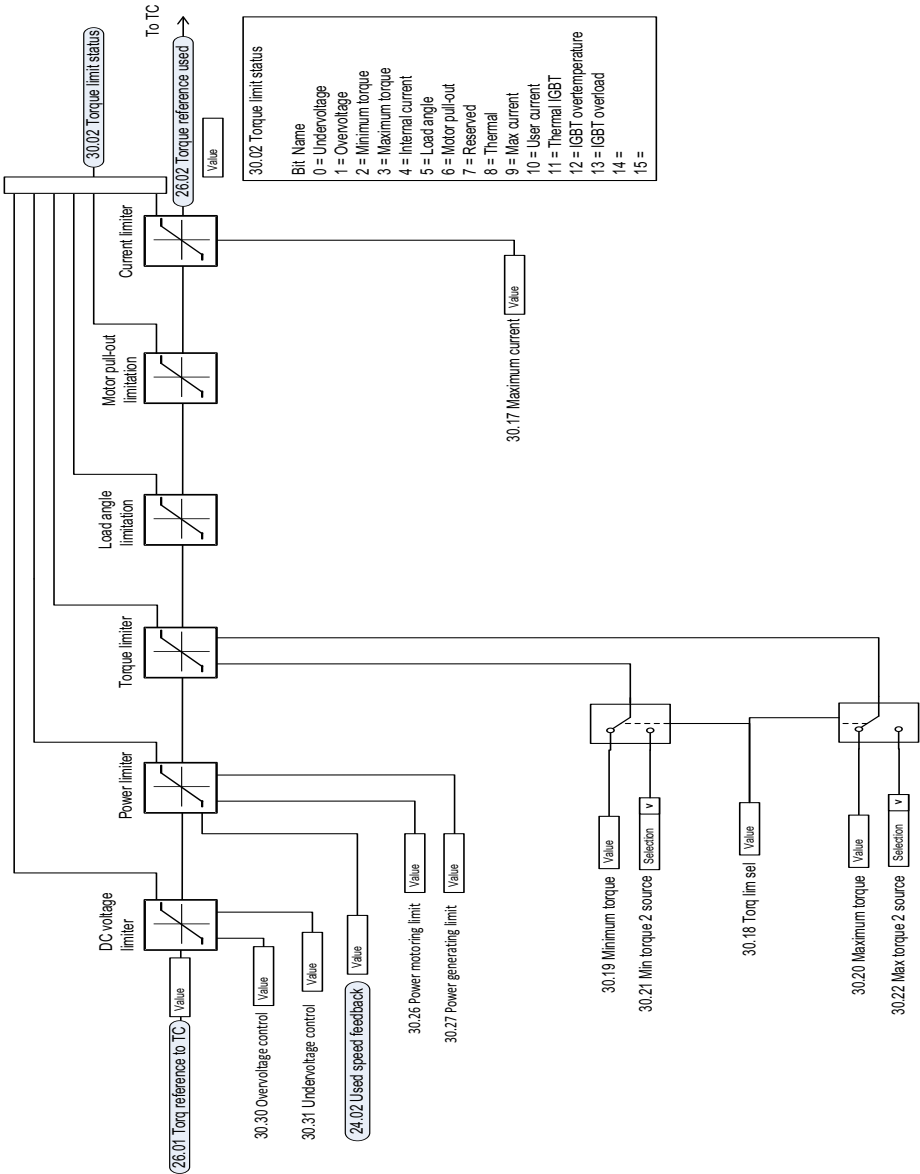 26.01 Torq reference to TC
Value
DC voltage
limiter
Power limiter
Torque limiter
Load angle
limitation
Motor pull-out
limitation
Current limiter
30.02 Torque limit status
26.02 Torque reference used
Value
To TC
30.30 Overvoltage control
Value
30.31 Undervoltage control
Value
24.02 Used speed feedback
Value
30.26 Power motoring limit
Value
30.27 Power generating limit
Value
30.19 Minimum torque
Value
30.21 Min torque 2 source
Selection
v
30.18 Torq lim sel
Value
30.20 Maximum torque
Value
30.22 Max torque 2 source
Selection
v
30.17 Maximum current
Value
30.02 Torque limit status
Bit Name
0 = Undervoltage
1 = Overvoltage
2 = Minimum torque
3 = Maximum torque
4 = Internal current
5 = Load angle
6 = Motor pull-out
7 = Reserved
8 = Thermal
9 = Max current
10 = User current
11 = Thermal IGBT
12 = IGBT overtemperature
13 = IGBT overload
14 =
15 =